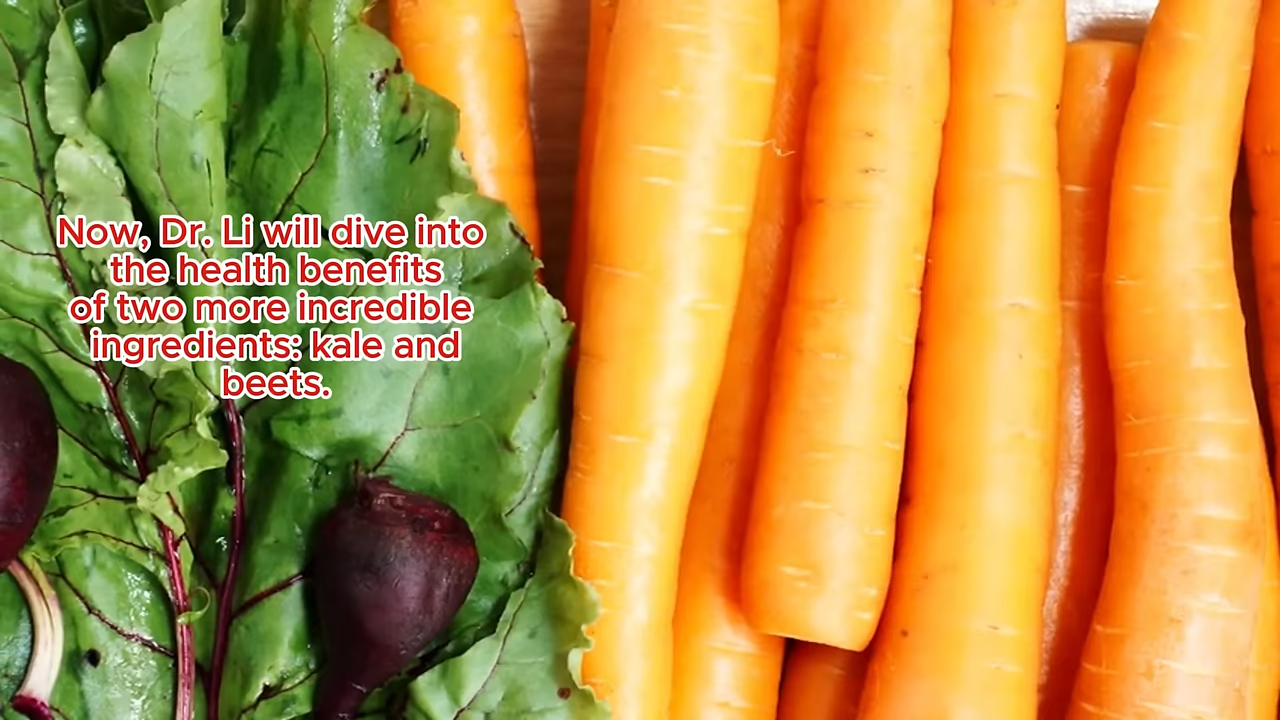 Now, Dr. Li will dive into
the health benefits
of two more incredible
ingredients: kale and
beets.